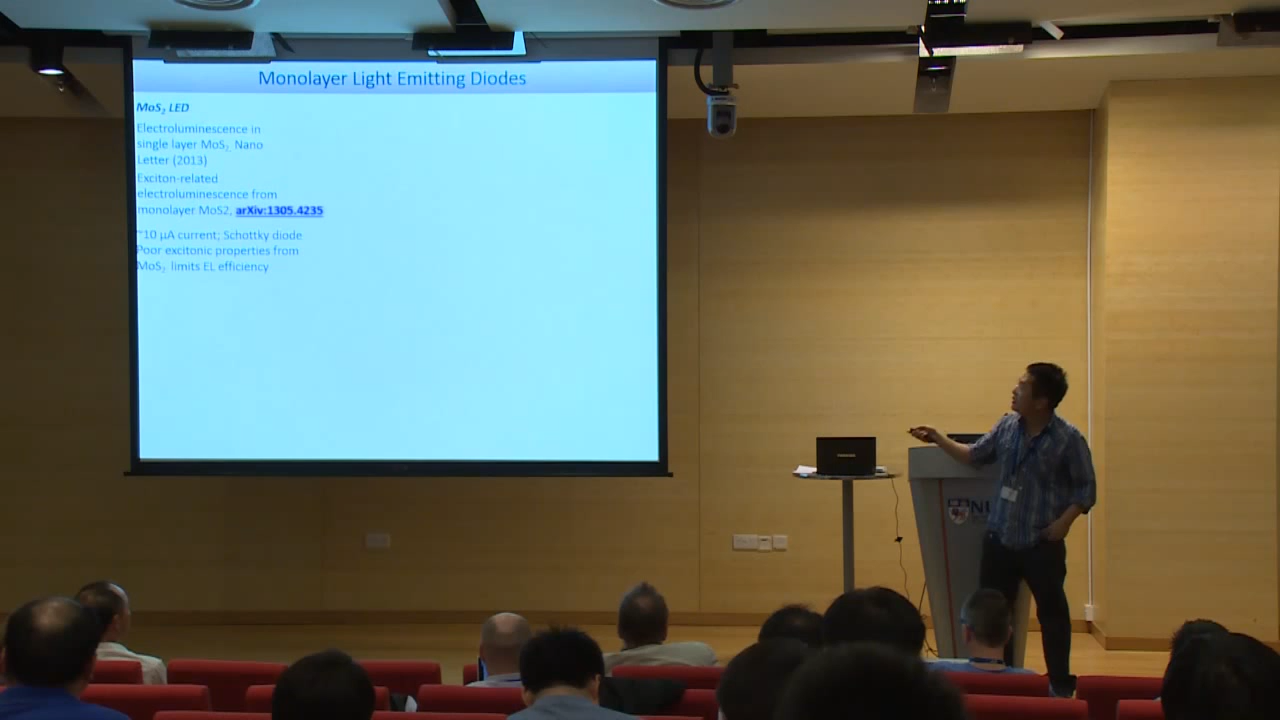 Monolayer Light Emitting Diodes
MoS₂ LED
Electroluminescence in
single layer MoS₂ Nano
Letter (2013)
Exciton-related
electroluminescence from
monolayer MoS2, arXiv:1305.4235
~10 µA current; Schottky diode
Poor excitonic properties from
MoS₂ limits EL efficiency